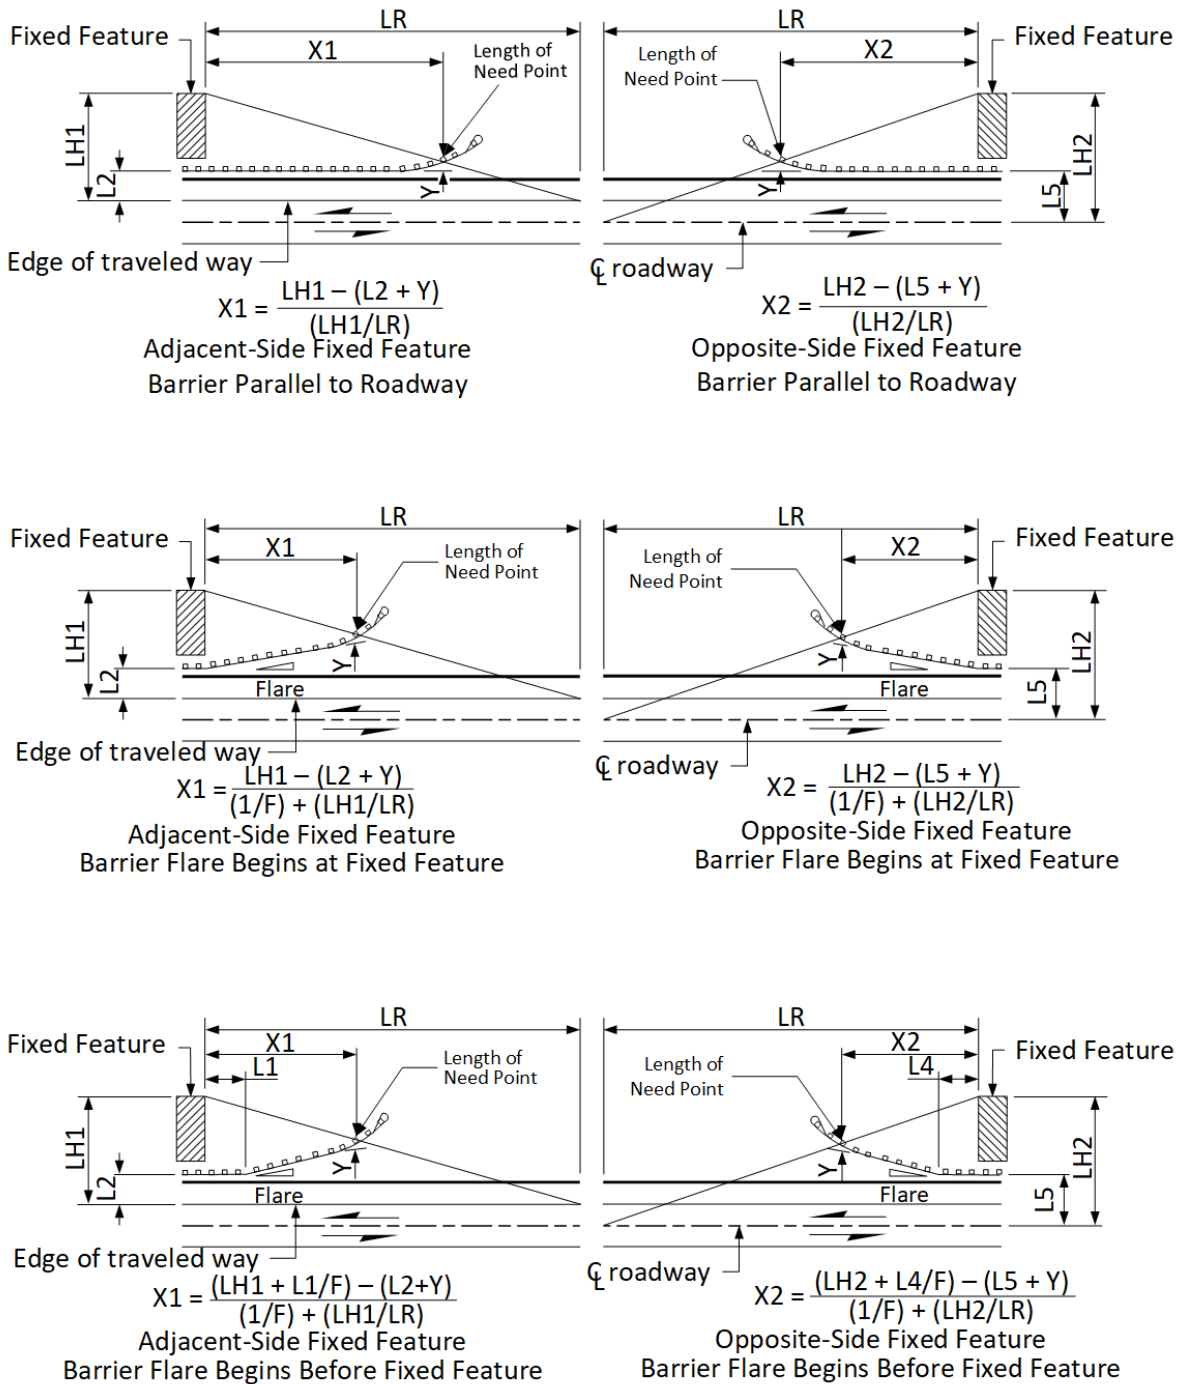 LR
LR
Fixed Feature
Fixed Feature
X1
X2
Length of
Need Point
Length of
Need Point
LH1
L2
Y
Y
LH2
L5
Edge of traveled way
℄ roadway
X1 = LH1 – (L2 + Y)
(LH1/LR)
Adjacent-Side Fixed Feature
Barrier Parallel to Roadway
X2 = LH2 – (L5 + Y)
(LH2/LR)
Opposite-Side Fixed Feature
Barrier Parallel to Roadway
LR
LR
Fixed Feature
Fixed Feature
X1
X2
Length of
Need Point
Length of
Need Point
LH1
L2
Y
Y
LH2
L5
Flare
Flare
Edge of traveled way
℄ roadway
X1 = LH1 – (L2 + Y)
(1/F) + (LH1/LR)
Adjacent-Side Fixed Feature
Barrier Flare Begins at Fixed Feature
X2 = LH2 – (L5 + Y)
(1/F) + (LH2/LR)
Opposite-Side Fixed Feature
Barrier Flare Begins at Fixed Feature
LR
LR
Fixed Feature
Fixed Feature
X1
X2
L1
L4
Length of
Need Point
Length of
Need Point
LH1
L2
Y
Y
LH2
L5
Flare
Flare
Edge of traveled way
℄ roadway
X1 = (LH1 + L1/F) – (L2+Y)
(1/F) + (LH1/LR)
Adjacent-Side Fixed Feature
Barrier Flare Begins Before Fixed Feature
X2 = (LH2 + L4/F) – (L5 + Y)
(1/F) + (LH2/LR)
Opposite-Side Fixed Feature
Barrier Flare Begins Before Fixed Feature